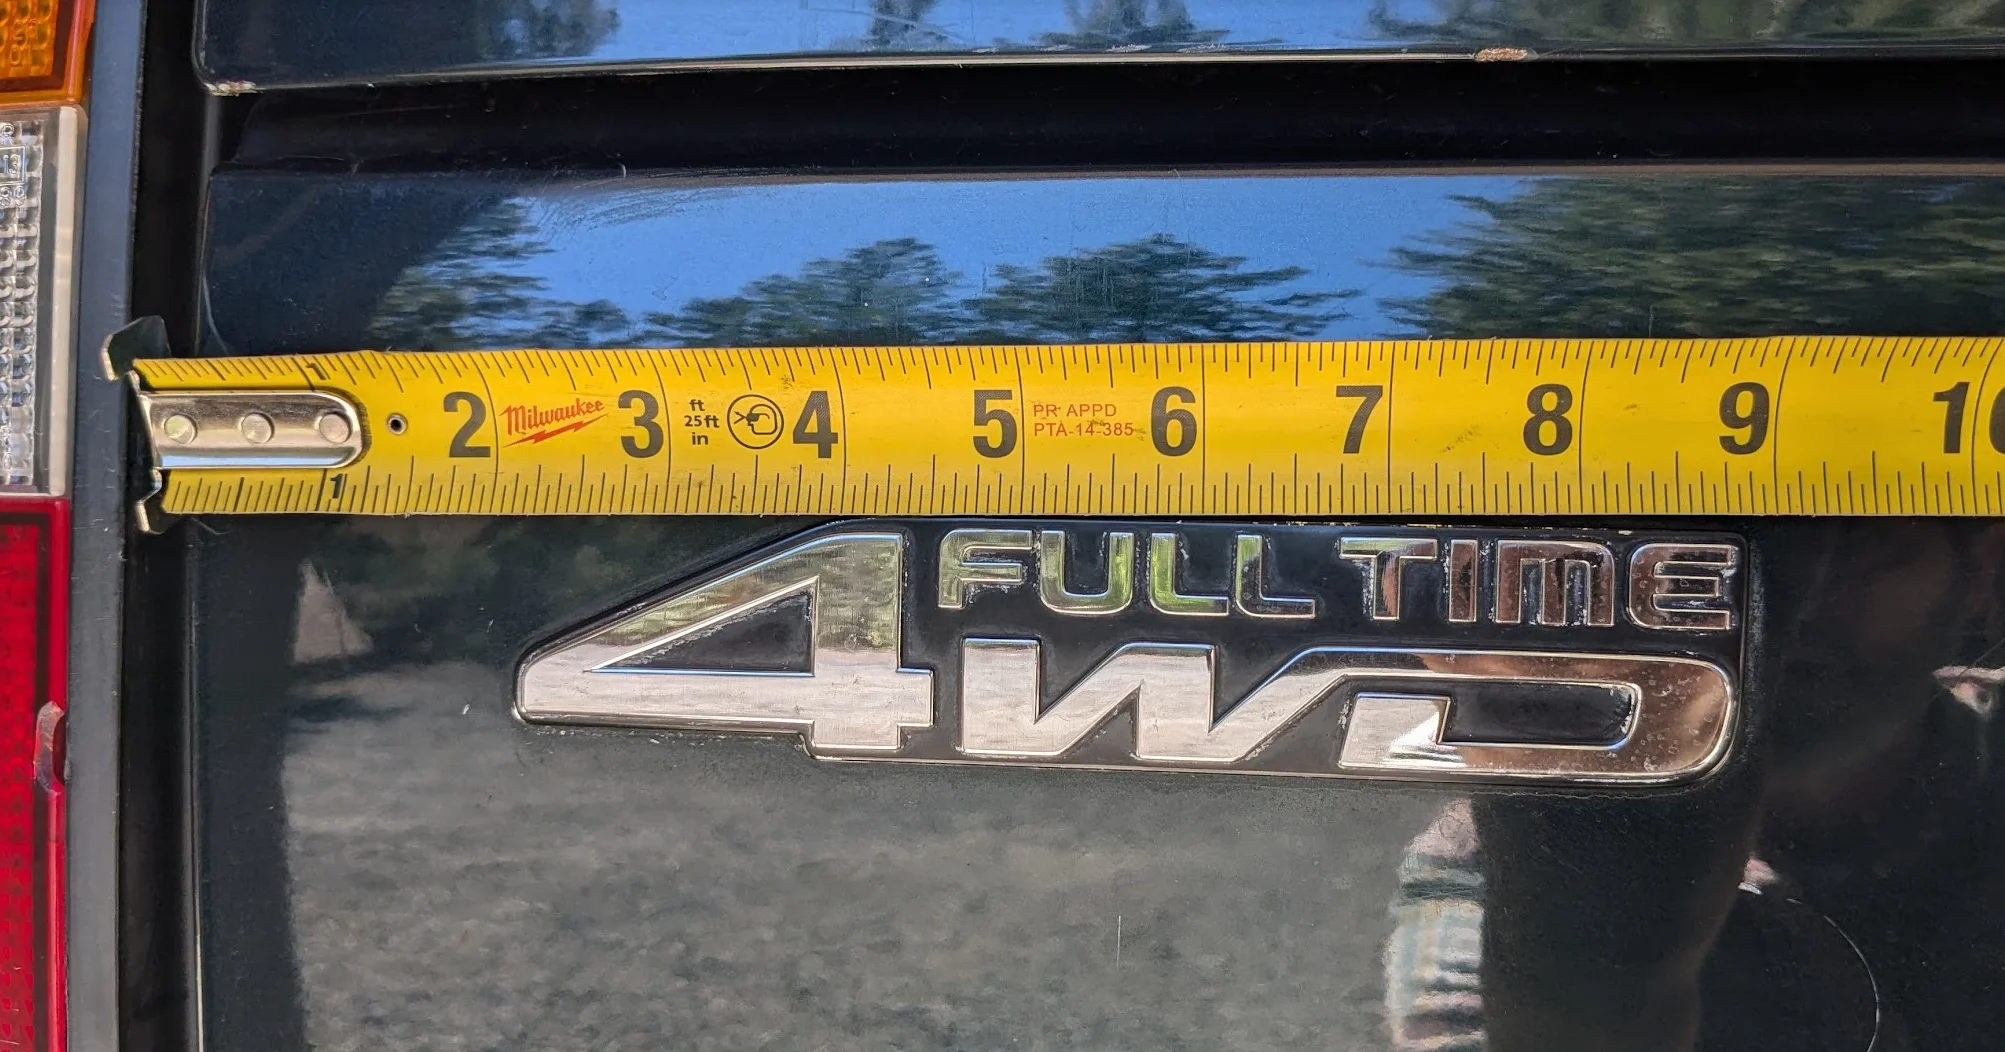 1
2 Milwaukee 3 ft 25ft in 4 5 PR APPD PTA-14-385 6 7 8 9 10
1
FULL TIME
4WD